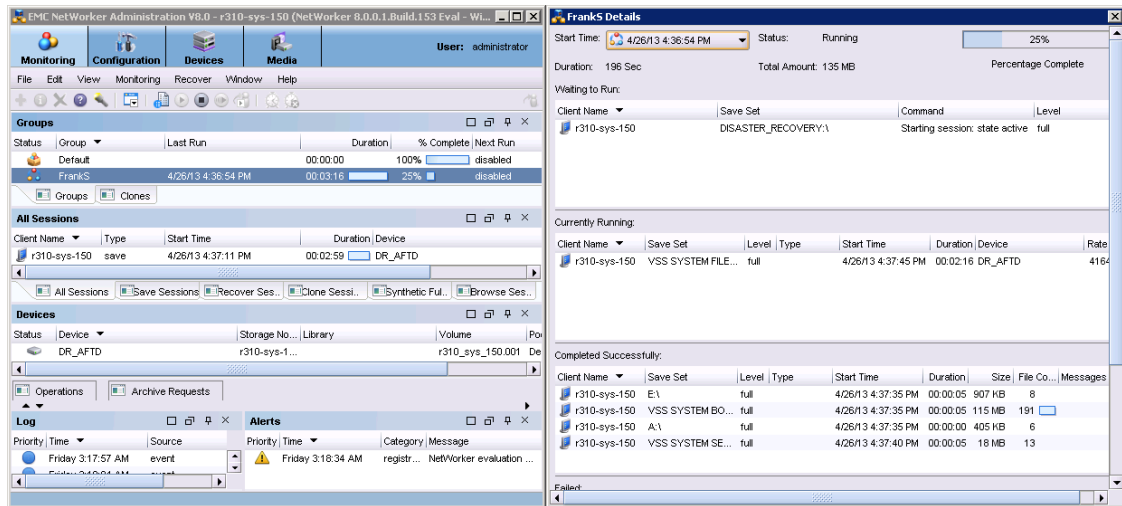 EMC NetWorker Administration V8.0 - r310-sys-150 (NetWorker 8.0.0.1.Build.153 Eval - Wi...
Monitoring Configuration Devices Media
User: administrator
File Edit View Monitoring Recover Window Help
Groups
Status Group Last Run Duration % Complete Next Run
Default 00:00:00 100% disabled
FrankS 4/26/13 4:36:54 PM 00:03:16 25% disabled
Groups Clones
All Sessions
Client Name Type Start Time Duration Device
r310-sys-150 save 4/26/13 4:37:11 PM 00:02:59 DR_AFTD
All Sessions Save Sessions Recover Ses.. Clone Sessi.. Synthetic Ful.. Browse Ses..
Devices
Status Device Storage No... Library Volume
DR_AFTD r310-sys-1... r310_sys_150.001 De
Operations Archive Requests
Log
Priority Time Source
Friday 3:17:57 AM event
Alerts
Priority Time Category Message
Friday 3:18:34 AM registr... NetWorker evaluation ...
FrankS Details
Start Time: 4/26/13 4:36:54 PM Status: Running 25%
Duration: 196 Sec Total Amount: 135 MB Percentage Complete
Waiting to Run:
Client Name Save Set Command Level
r310-sys-150 DISASTER_RECOVERY:\ Starting session: state active full
Currently Running:
Client Name Save Set Level Type Start Time Duration Device Rate
r310-sys-150 VSS SYSTEM FILE... full 4/26/13 4:37:45 PM 00:02:16 DR_AFTD 4164
Completed Successfully:
Client Name Save Set Level Type Start Time Duration Size File Co... Messages
r310-sys-150 E:\ full 4/26/13 4:37:35 PM 00:00:05 907 KB 8
r310-sys-150 VSS SYSTEM BO... full 4/26/13 4:37:35 PM 00:00:05 115 MB 191
r310-sys-150 A:\ full 4/26/13 4:37:35 PM 00:00:00 405 KB 6
r310-sys-150 VSS SYSTEM SE... full 4/26/13 4:37:40 PM 00:00:05 18 MB 13
Failed: